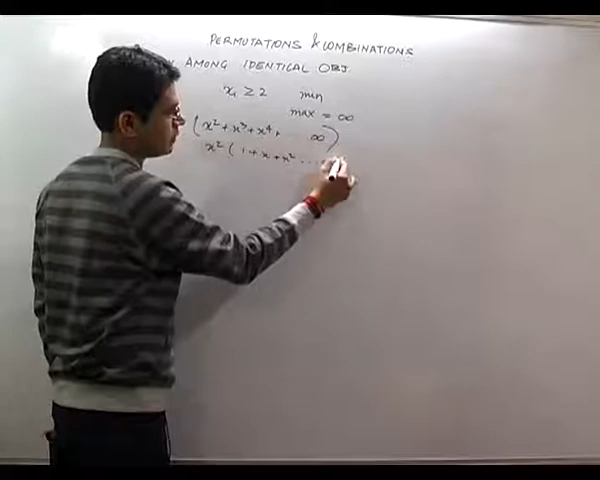 PERMUTATIONS & COMBINATIONS
AMONG IDENTICAL OBJ
x₁ ≥ 2 min
max = ∞
(x² + x³ + x⁴ + ∞)
x² (1 + x + x² ....